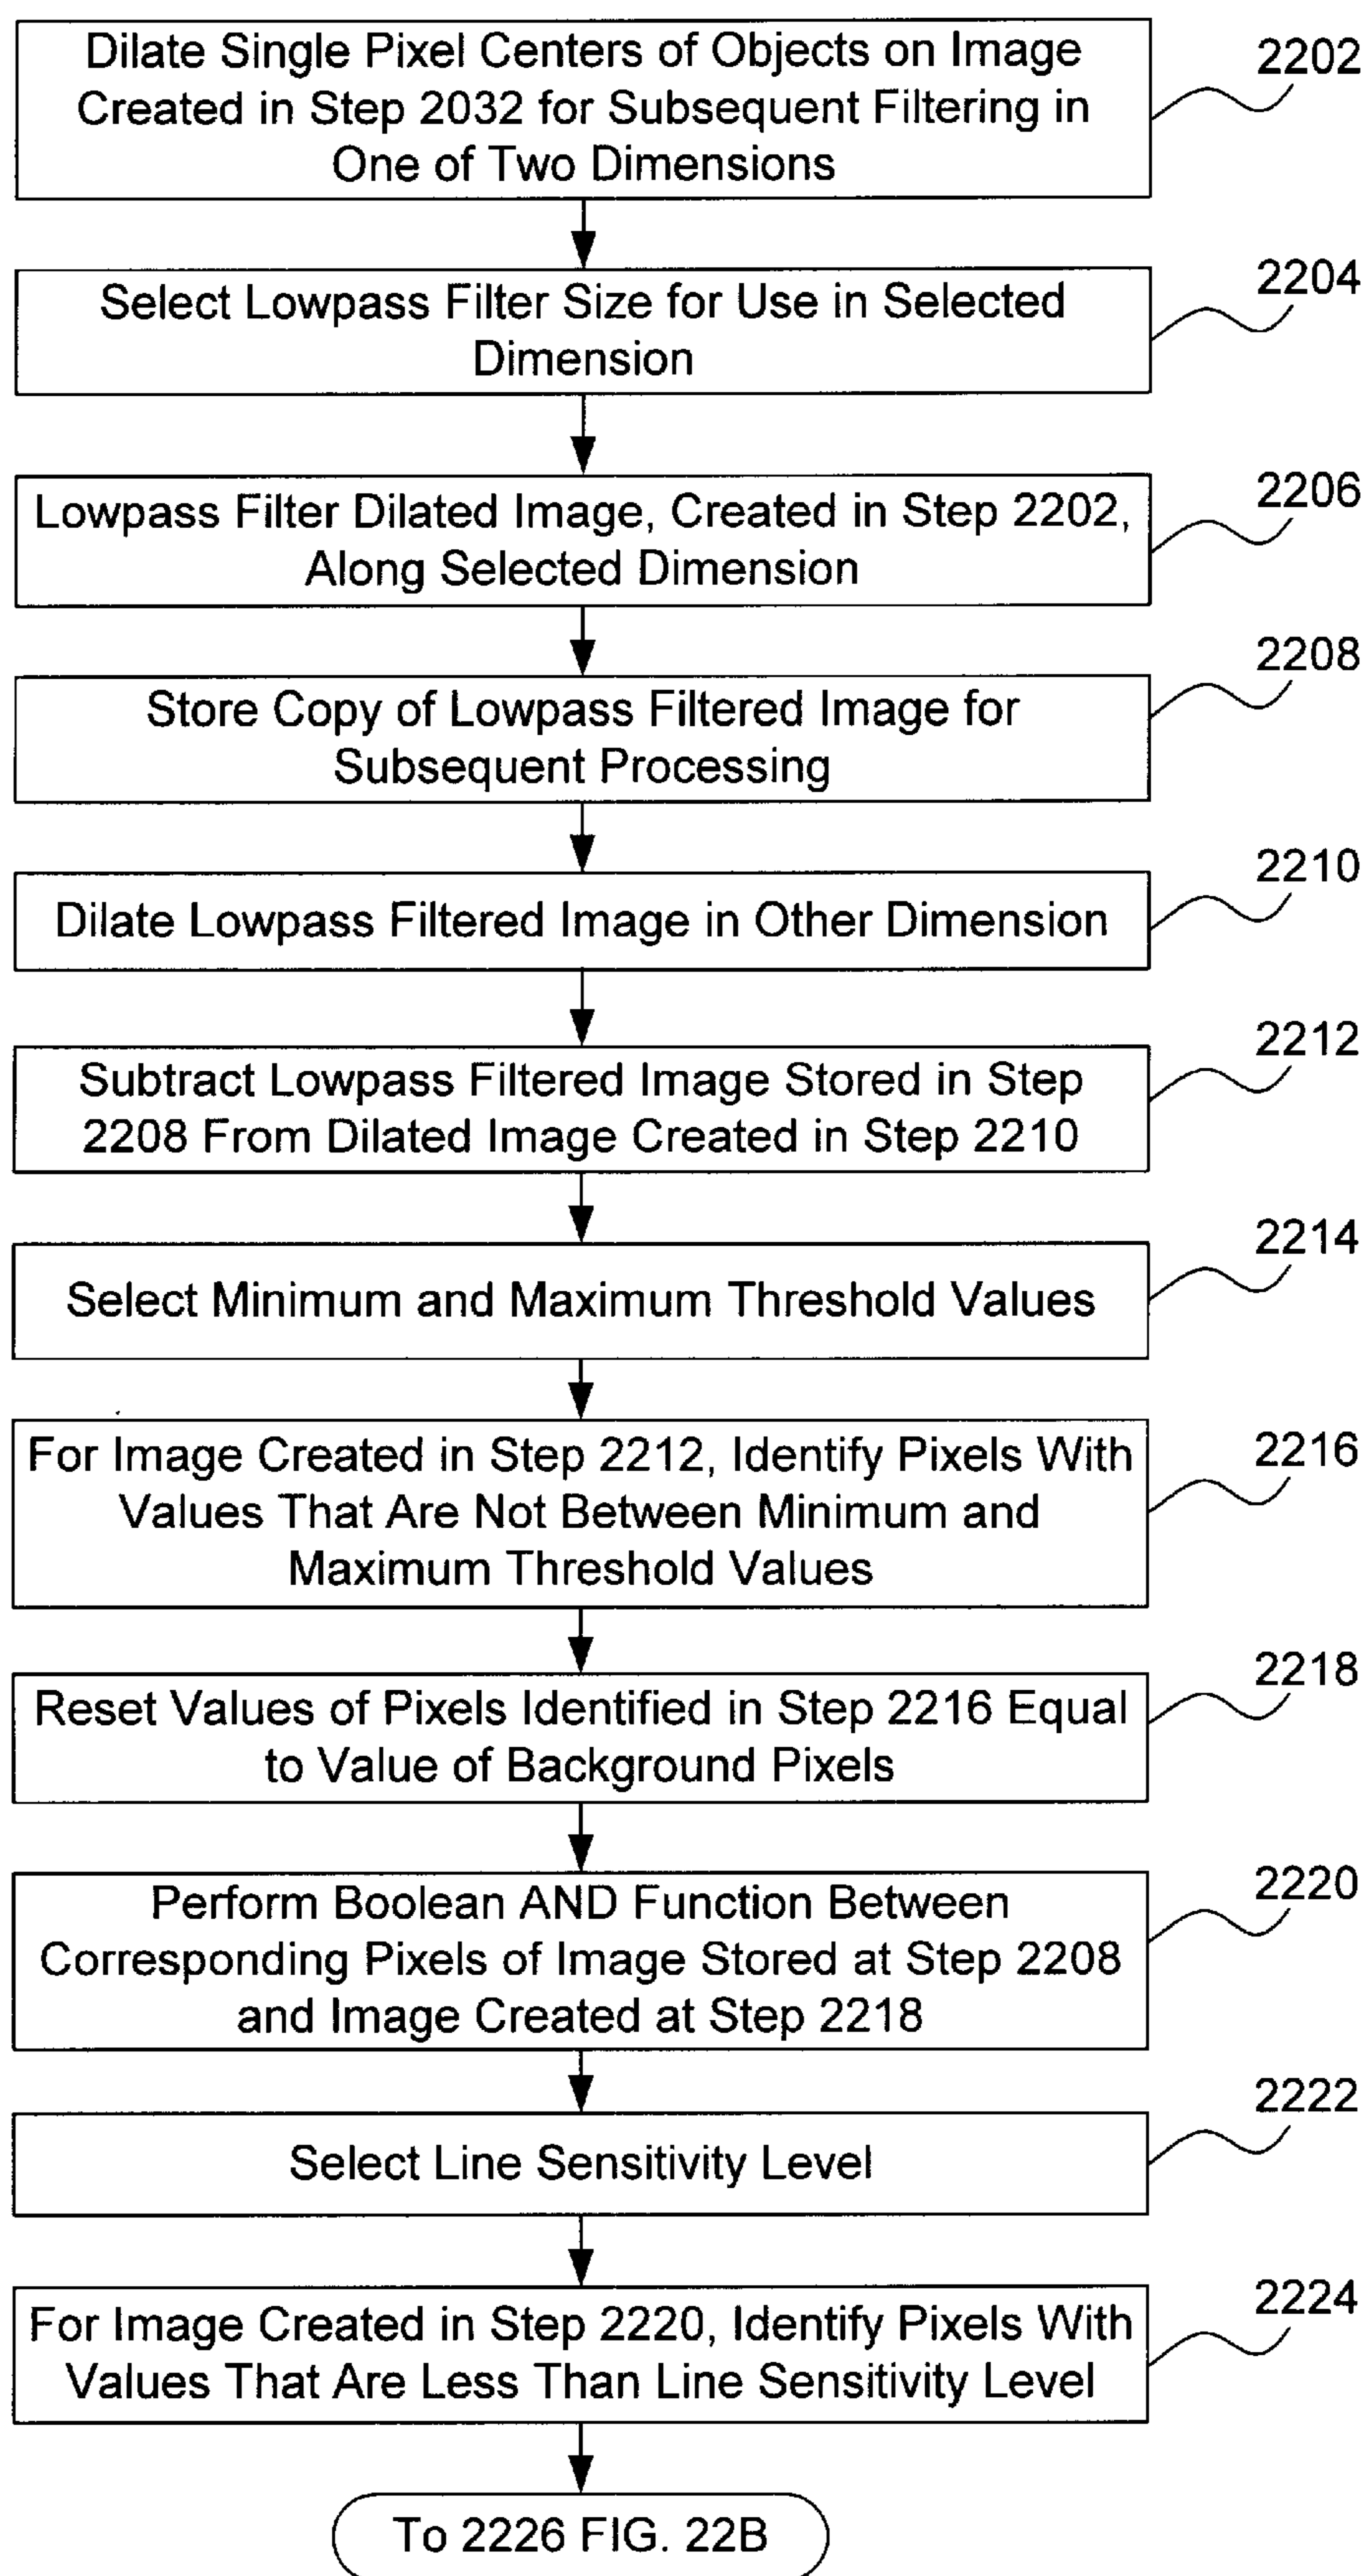 Dilate Single Pixel Centers of Objects on Image
Created in Step 2032 for Subsequent Filtering in
One of Two Dimensions
2202
Select Lowpass Filter Size for Use in Selected
Dimension
2204
Lowpass Filter Dilated Image, Created in Step 2202,
Along Selected Dimension
2206
Store Copy of Lowpass Filtered Image for
Subsequent Processing
2208
Dilate Lowpass Filtered Image in Other Dimension
2210
Subtract Lowpass Filtered Image Stored in Step
2208 From Dilated Image Created in Step 2210
2212
Select Minimum and Maximum Threshold Values
2214
For Image Created in Step 2212, Identify Pixels With
Values That Are Not Between Minimum and
Maximum Threshold Values
2216
Reset Values of Pixels Identified in Step 2216 Equal
to Value of Background Pixels
2218
Perform Boolean AND Function Between
Corresponding Pixels of Image Stored at Step 2208
and Image Created at Step 2218
2220
Select Line Sensitivity Level
2222
For Image Created in Step 2220, Identify Pixels With
Values That Are Less Than Line Sensitivity Level
2224
To 2226 FIG. 22B